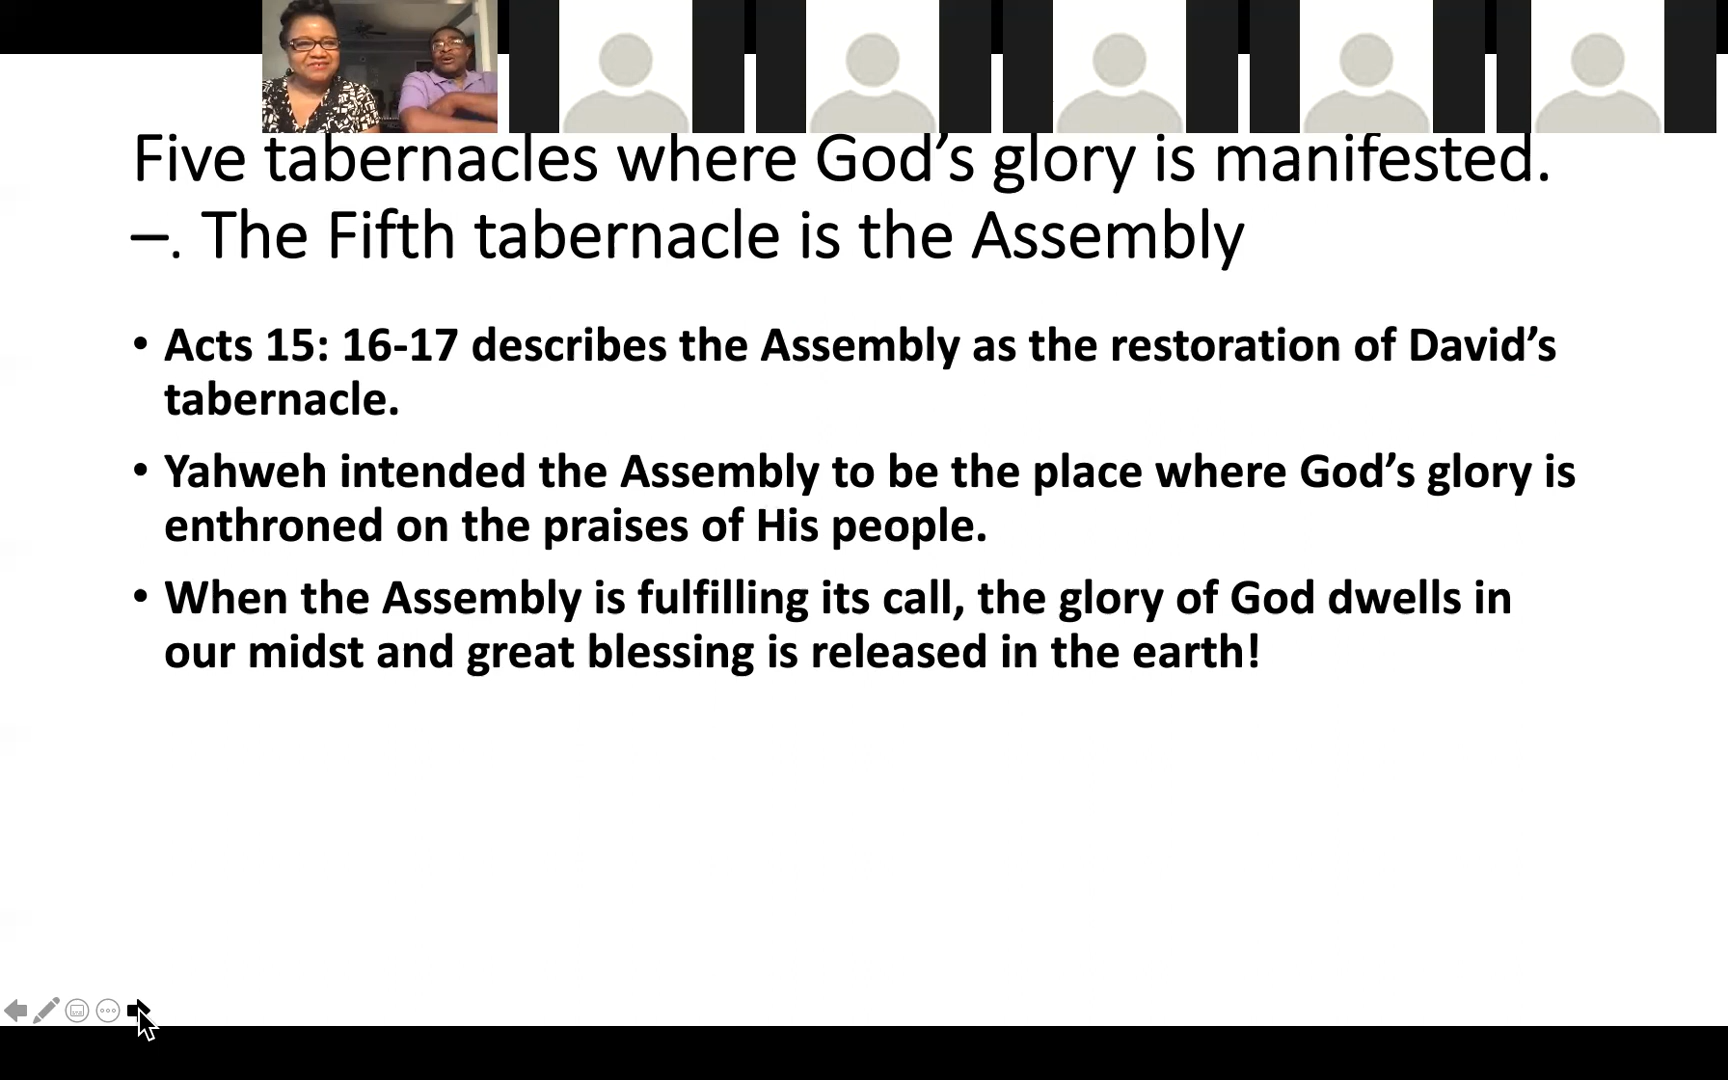 Five tabernacles where God’s glory is manifested.
–. The Fifth tabernacle is the Assembly
• Acts 15: 16-17 describes the Assembly as the restoration of David’s
tabernacle.
• Yahweh intended the Assembly to be the place where God’s glory is
enthroned on the praises of His people.
• When the Assembly is fulfilling its call, the glory of God dwells in
our midst and great blessing is released in the earth!